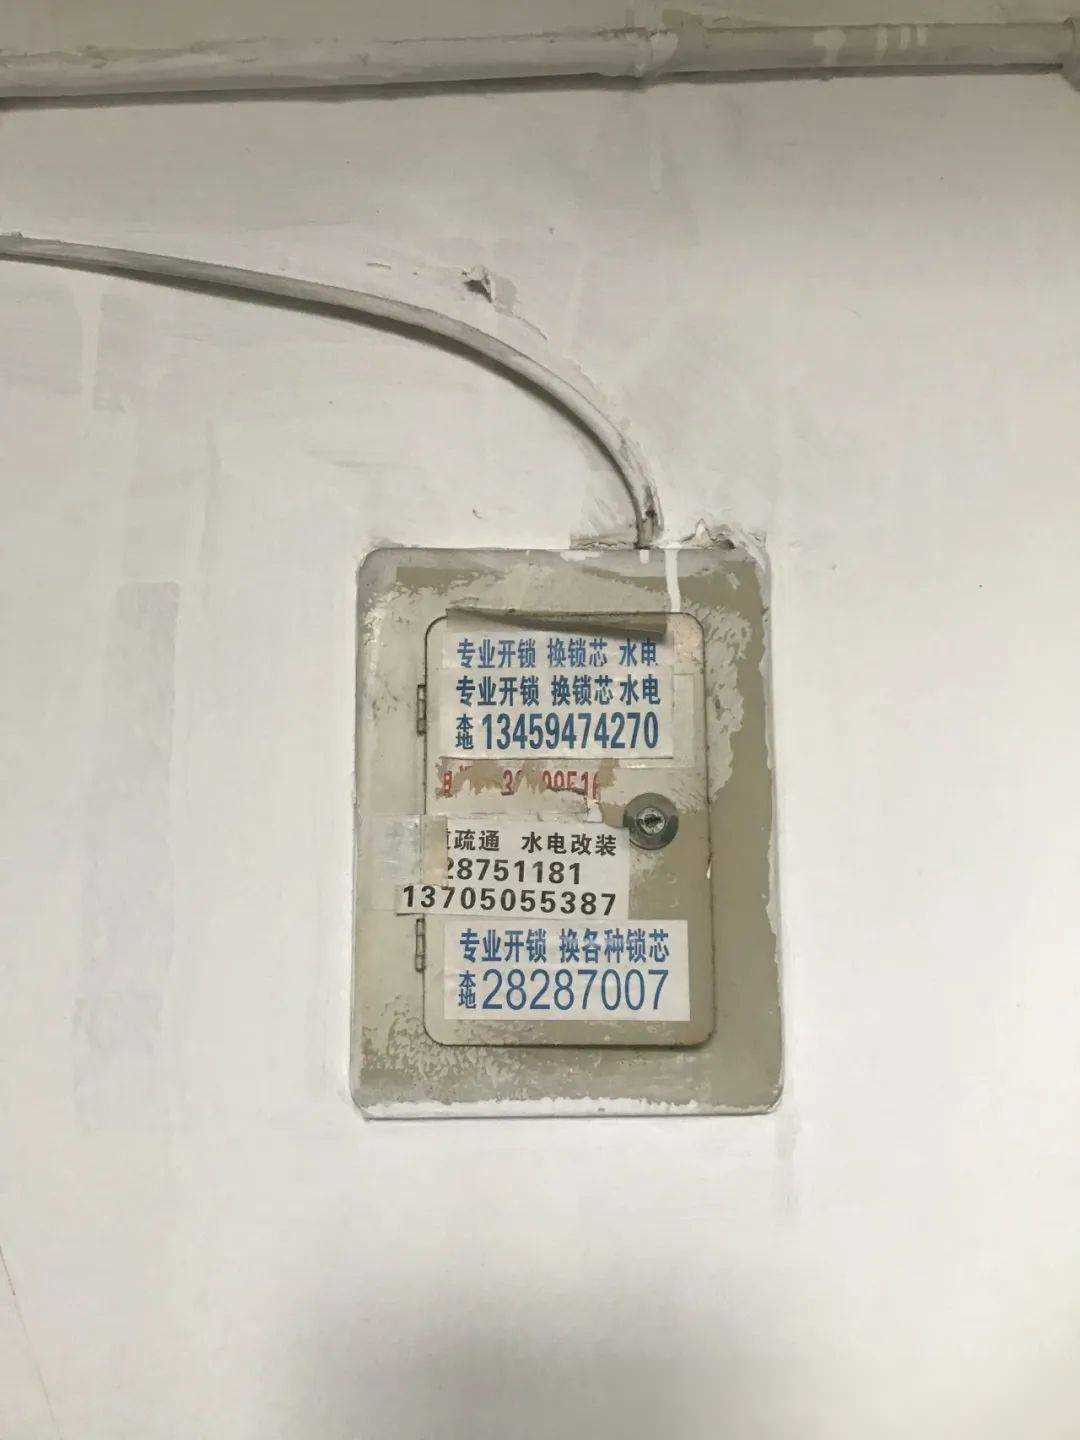 专业开锁 换锁芯 水电
专业开锁 换锁芯 水电
本地 13459474270
疏通 水电改装
28751181
13705055387
专业开锁 换各种锁芯
本地 28287007